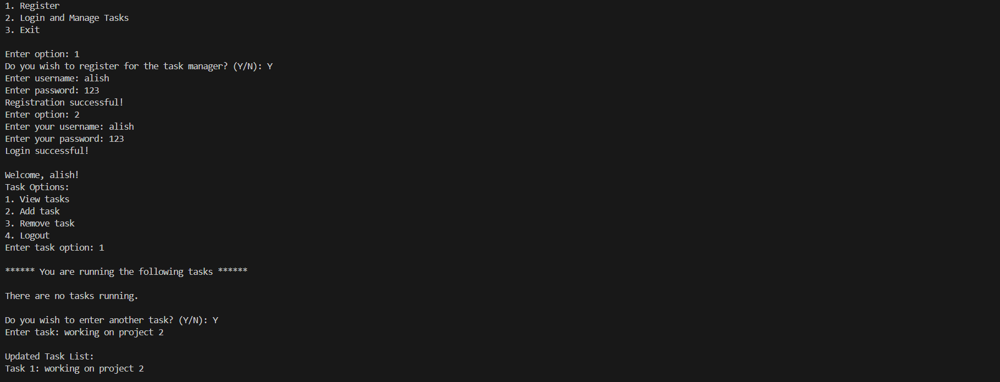 1. Register
2. Login and Manage Tasks
3. Exit
Enter option: 1
Do you wish to register for the task manager? (Y/N): Y
Enter username: alish
Enter password: 123
Registration successful!
Enter option: 2
Enter your username: alish
Enter your password: 123
Login successful!
Welcome, alish!
Task Options:
1. View tasks
2. Add task
3. Remove task
4. Logout
Enter task option: 1
****** You are running the following tasks ******
There are no tasks running.
Do you wish to enter another task? (Y/N): Y
Enter task: working on project 2
Updated Task List:
Task 1: working on project 2